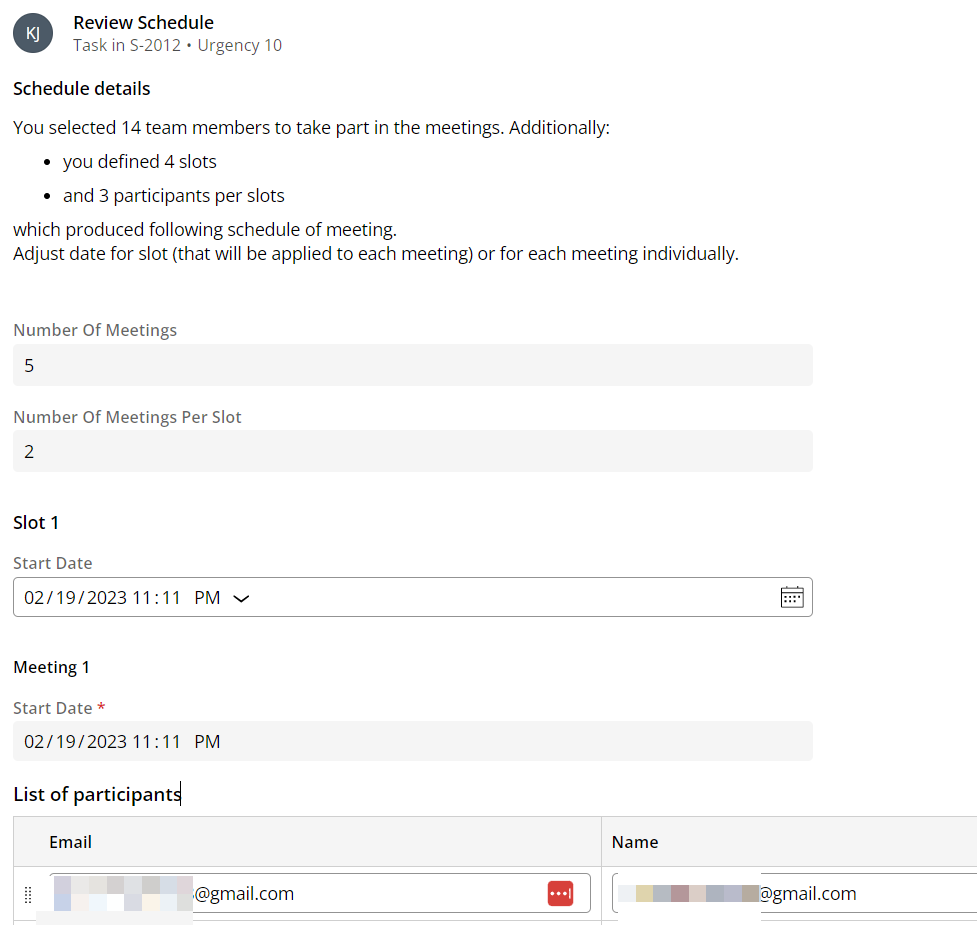 KJ
Review Schedule
Task in S-2012 • Urgency 10
Schedule details
You selected 14 team members to take part in the meetings. Additionally:
• you defined 4 slots
• and 3 participants per slots
which produced following schedule of meeting.
Adjust date for slot (that will be applied to each meeting) or for each meeting individually.
Number Of Meetings
5
Number Of Meetings Per Slot
2
Slot 1
Start Date
02/19/2023 11:11 PM
Meeting 1
Start Date *
02/19/2023 11:11 PM
List of participants
Email Name
@gmail.com @gmail.com